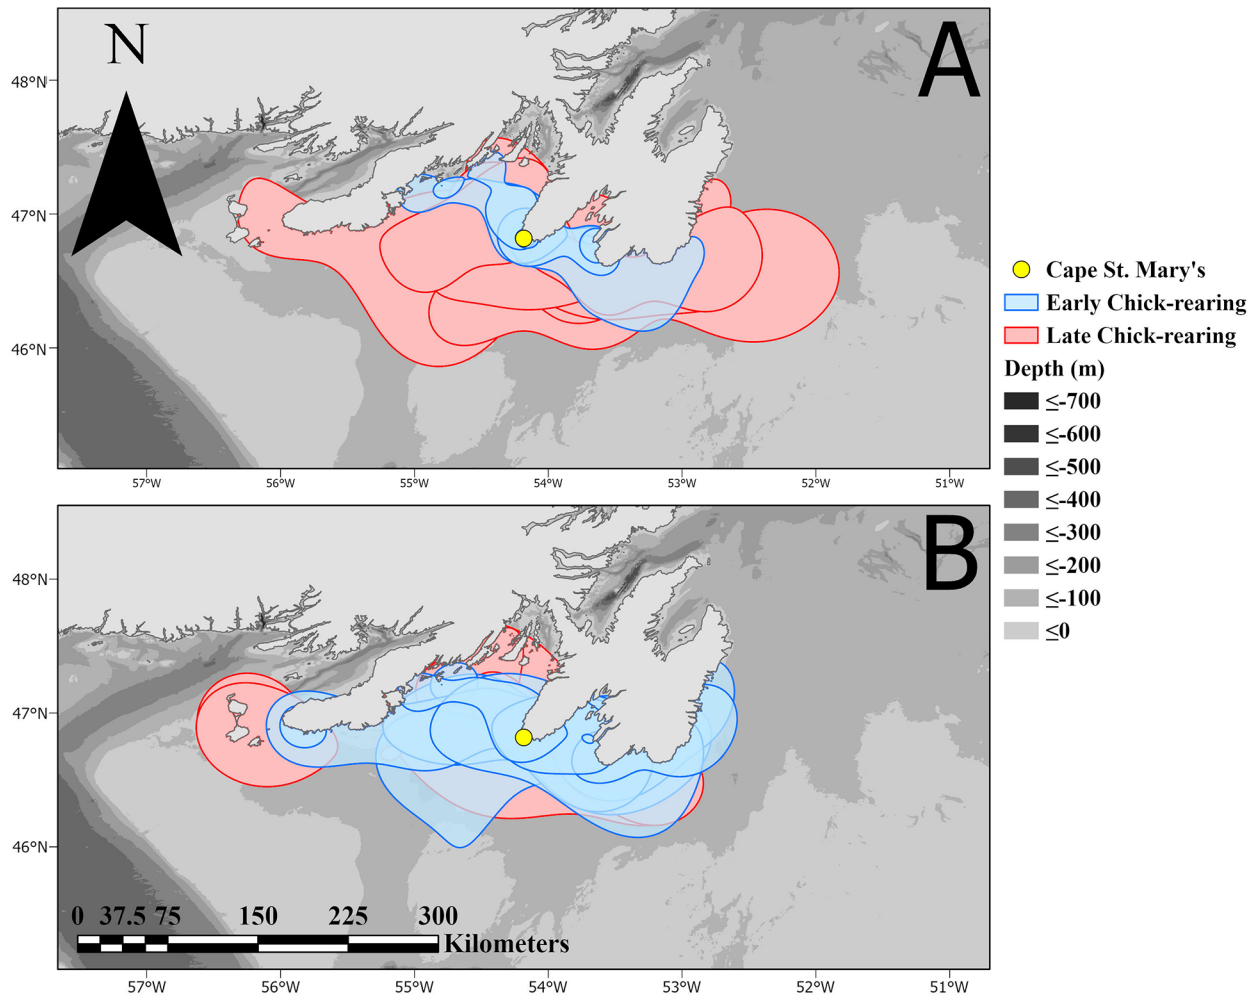 N
A
48°N
47°N
46°N
57°W 56°W 55°W 54°W 53°W 52°W 51°W
Cape St. Mary's
Early Chick-rearing
Late Chick-rearing
Depth (m)
≤-700
≤-600
≤-500
≤-400
≤-300
≤-200
≤-100
≤0
B
48°N
47°N
46°N
0 37.5 75 150 225 300
Kilometers
57°W 56°W 55°W 54°W 53°W 52°W 51°W